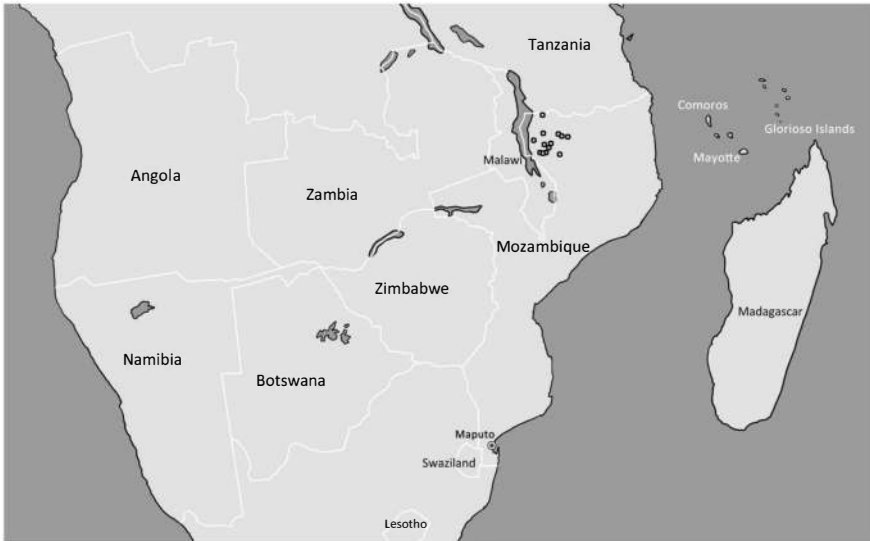 Tanzania
Comoros
Glorioso Islands
Mayotte
Malawi
Angola
Zambia
Mozambique
Zimbabwe
Madagascar
Namibia
Botswana
Maputo
Swaziland
Lesotho